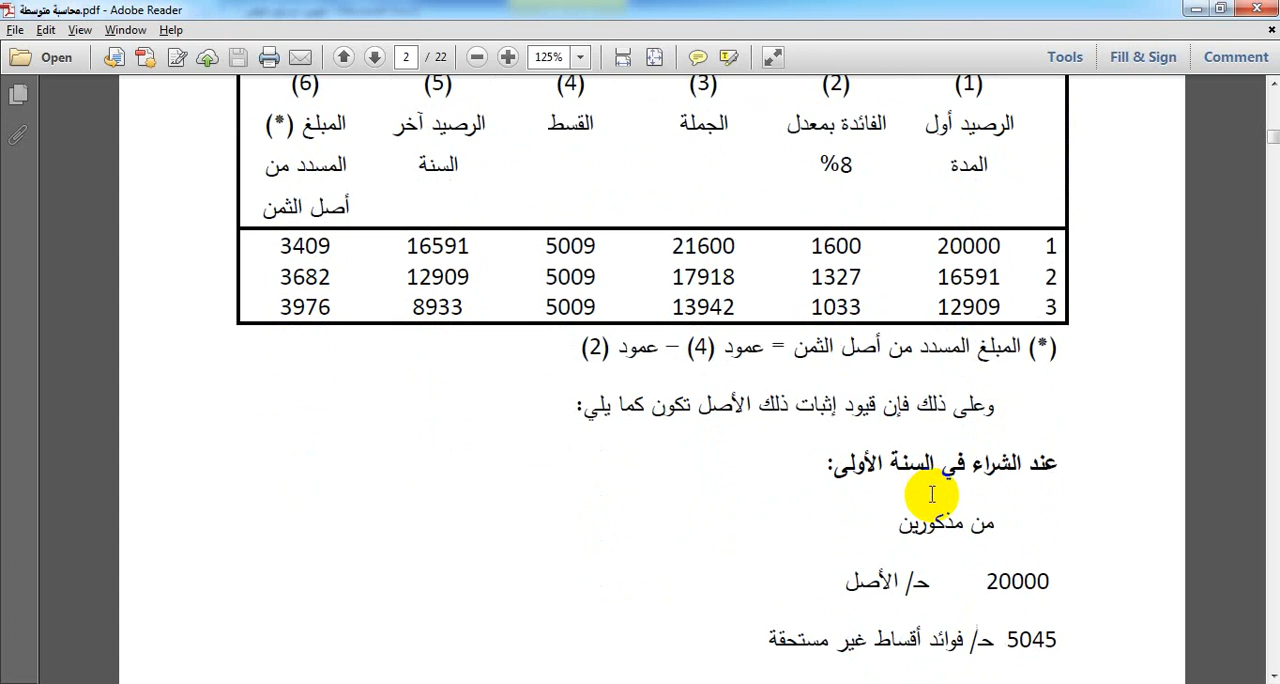 محاسبة متوسطة.pdf - Adobe Reader
File Edit View Window Help
Open 2 / 22 125% Tools Fill & Sign Comment
(1) (2) (3) (4) (5) (6)
الرصيد أول الفائدة بمعدل الجملة القسط الرصيد آخر المبلغ (*)
المدة 8% السنة المسدد من
أصل الثمن
1 20000 1600 21600 5009 16591 3409
2 16591 1327 17918 5009 12909 3682
3 12909 1033 13942 5009 8933 3976
(*) المبلغ المسدد من أصل الثمن = عمود (4) – عمود (2)
وعلى ذلك فإن قيود إثبات ذلك الأصل تكون كما يلي:
عند الشراء في السنة الأولى:
من مذكورين
20000 حـ/ الأصل
5045 حـ/ فوائد أقساط غير مستحقة